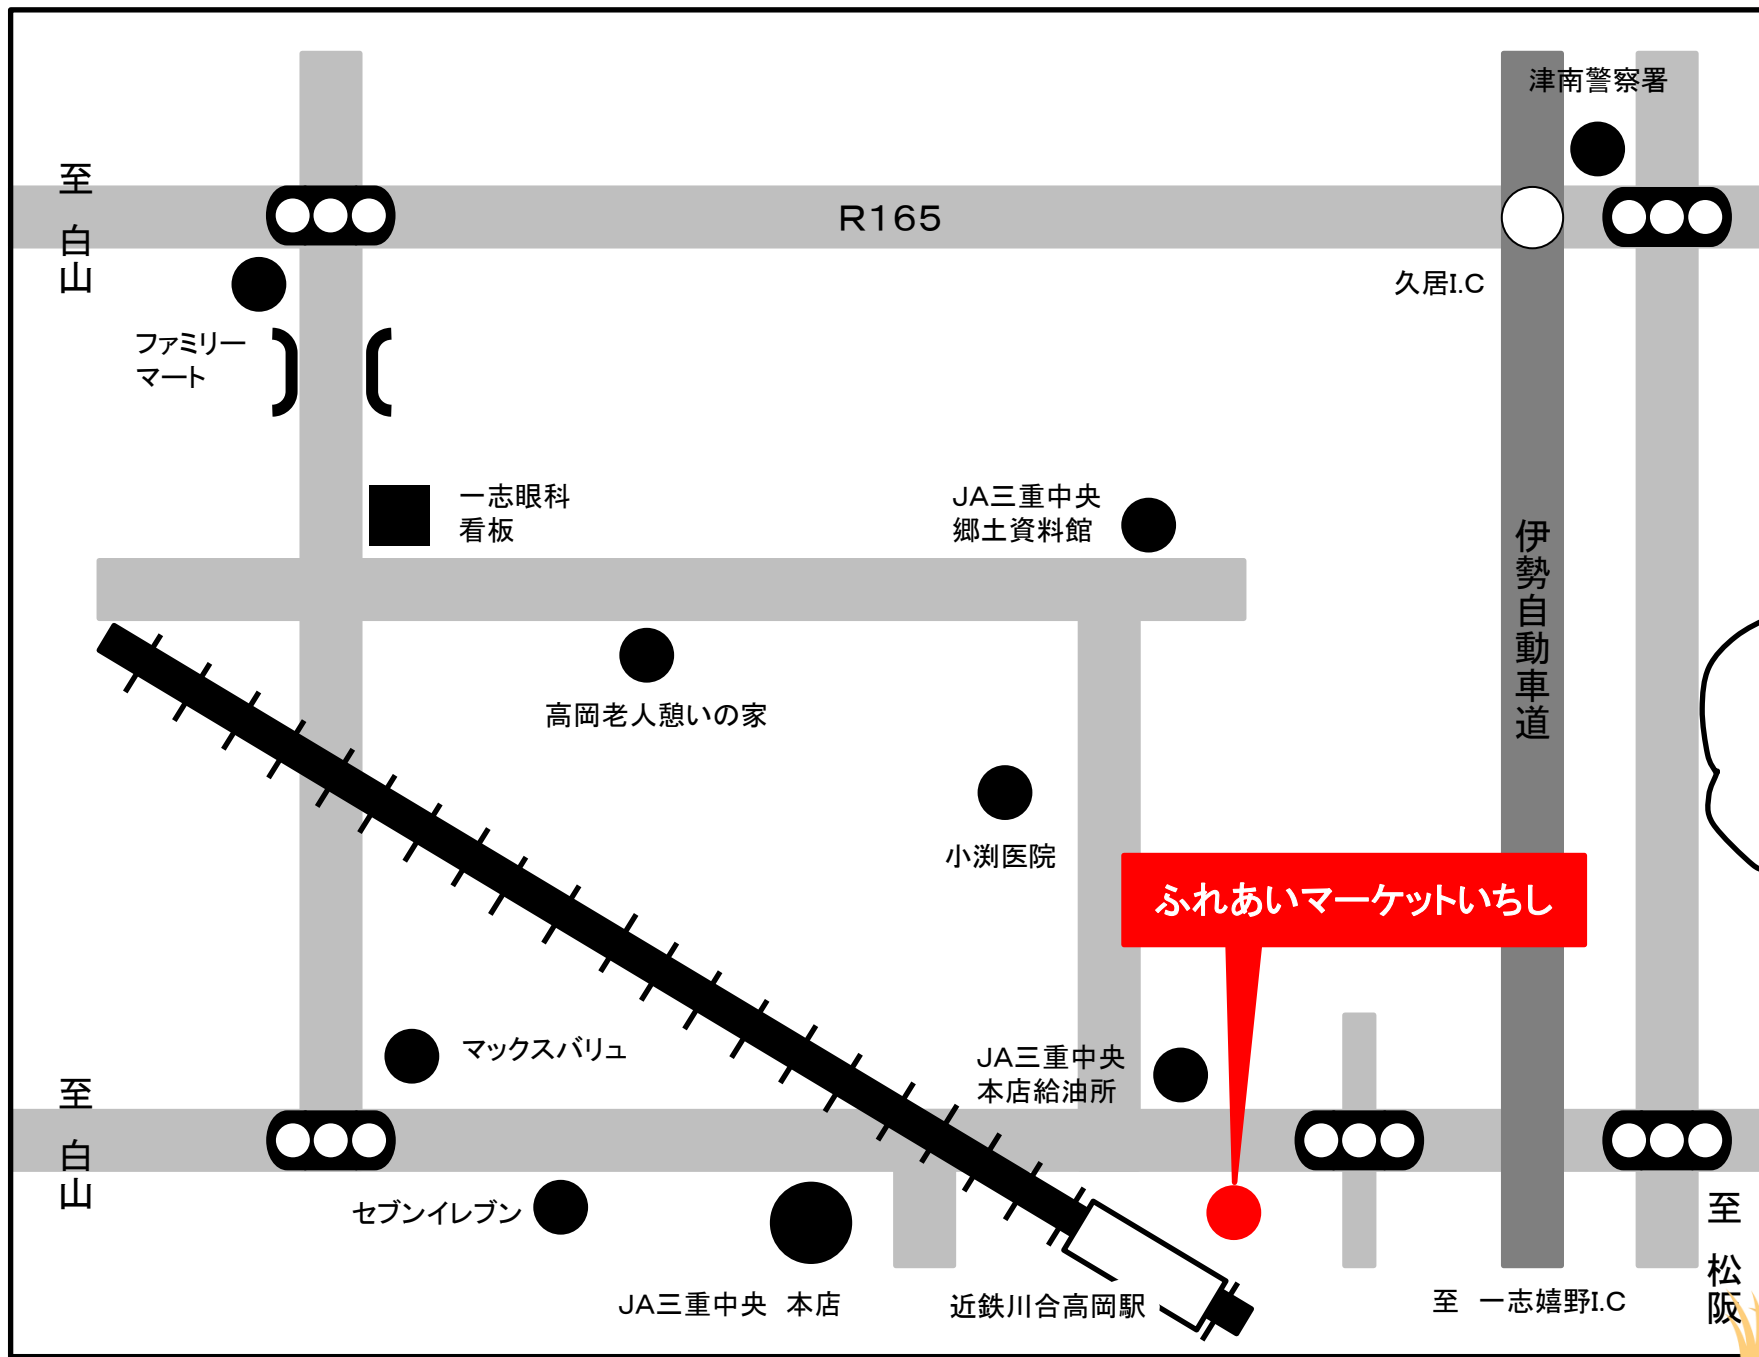 津南警察署
至 白山
R165
久居I.C
ファミリー
マート
一志眼科
看板
JA三重中央
郷土資料館
伊勢自動車道
高岡老人憩いの家
小渕医院
ふれあいマーケットいちし
マックスバリュ
JA三重中央
本店給油所
至 白山
セブンイレブン
JA三重中央 本店
近鉄川合高岡駅
至 一志嬉野I.C
至 松阪